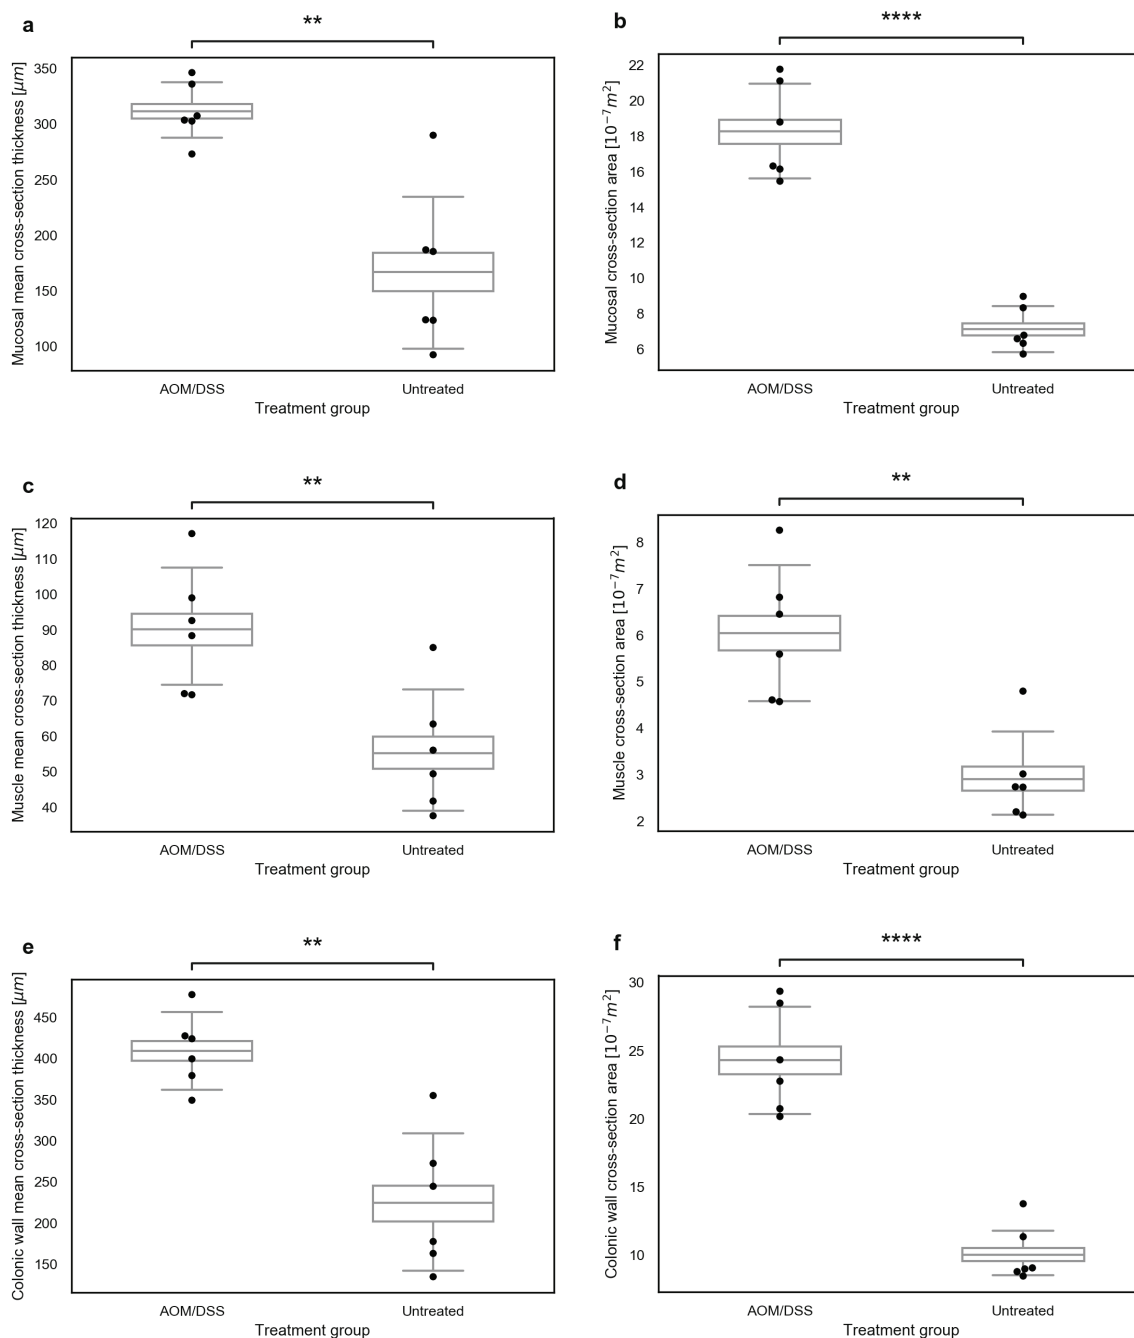 a
**
Mucosal mean cross-section thickness [μm]
350
300
250
200
150
100
AOM/DSS
Untreated
Treatment group
b
****
Mucosal cross-section area [10⁻⁷m²]
22
20
18
16
14
12
10
8
6
AOM/DSS
Untreated
Treatment group
c
**
Muscle mean cross-section thickness [μm]
120
110
100
90
80
70
60
50
40
AOM/DSS
Untreated
Treatment group
d
**
Muscle cross-section area [10⁻⁷m²]
8
7
6
5
4
3
2
AOM/DSS
Untreated
Treatment group
e
**
Colonic wall mean cross-section thickness [μm]
450
400
350
300
250
200
150
AOM/DSS
Untreated
Treatment group
f
****
Colonic wall cross-section area [10⁻⁷m²]
30
25
20
15
10
AOM/DSS
Untreated
Treatment group